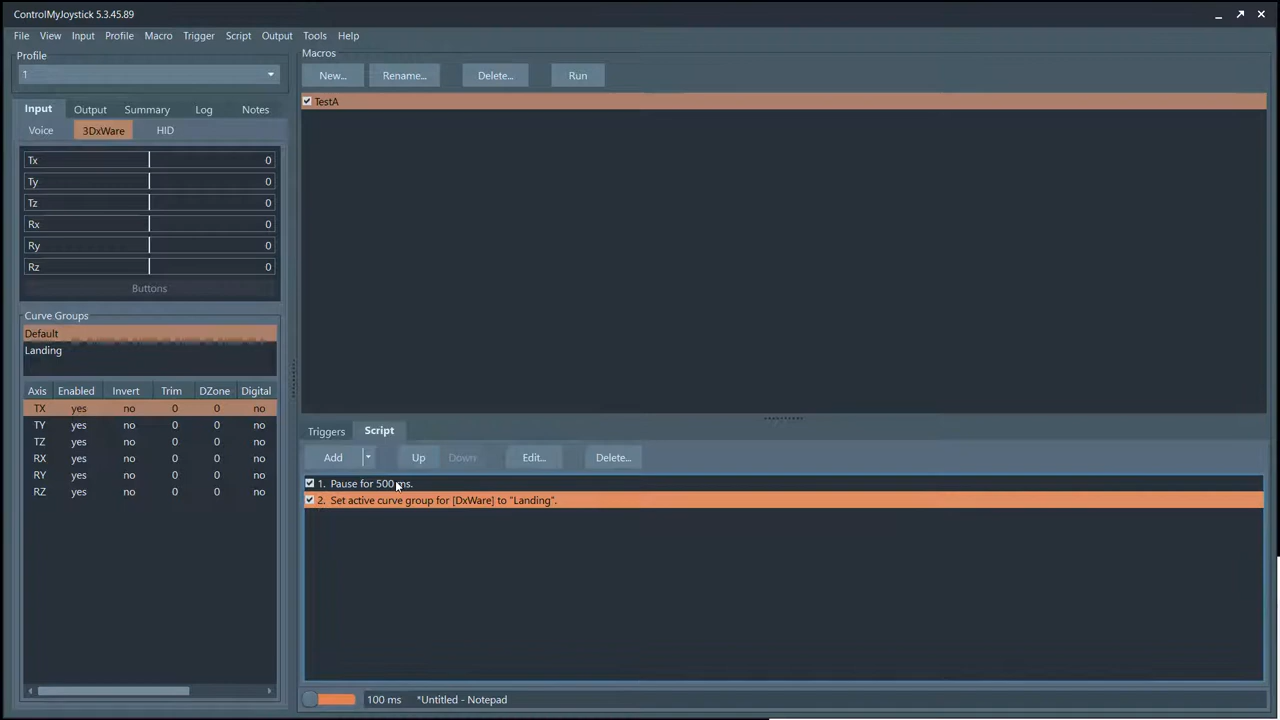 ControlMyJoystick 5.3.45.89
File View Input Profile Macro Trigger Script Output Tools Help
Profile
1
Input Output Summary Log Notes
Voice 3DxWare HID
Tx 0
Ty 0
Tz 0
Rx 0
Ry 0
Rz 0
Buttons
Curve Groups
Default
Landing
Axis Enabled Invert Trim DZone Digital
TX yes no 0 0 no
TY yes no 0 0 no
TZ yes no 0 0 no
RX yes no 0 0 no
RY yes no 0 0 no
RZ yes no 0 0 no
Macros
New... Rename... Delete... Run
TestA
Triggers Script
Add Up Down Edit... Delete...
1. Pause for 500 ms.
2. Set active curve group for [DxWare] to "Landing".
100 ms *Untitled - Notepad